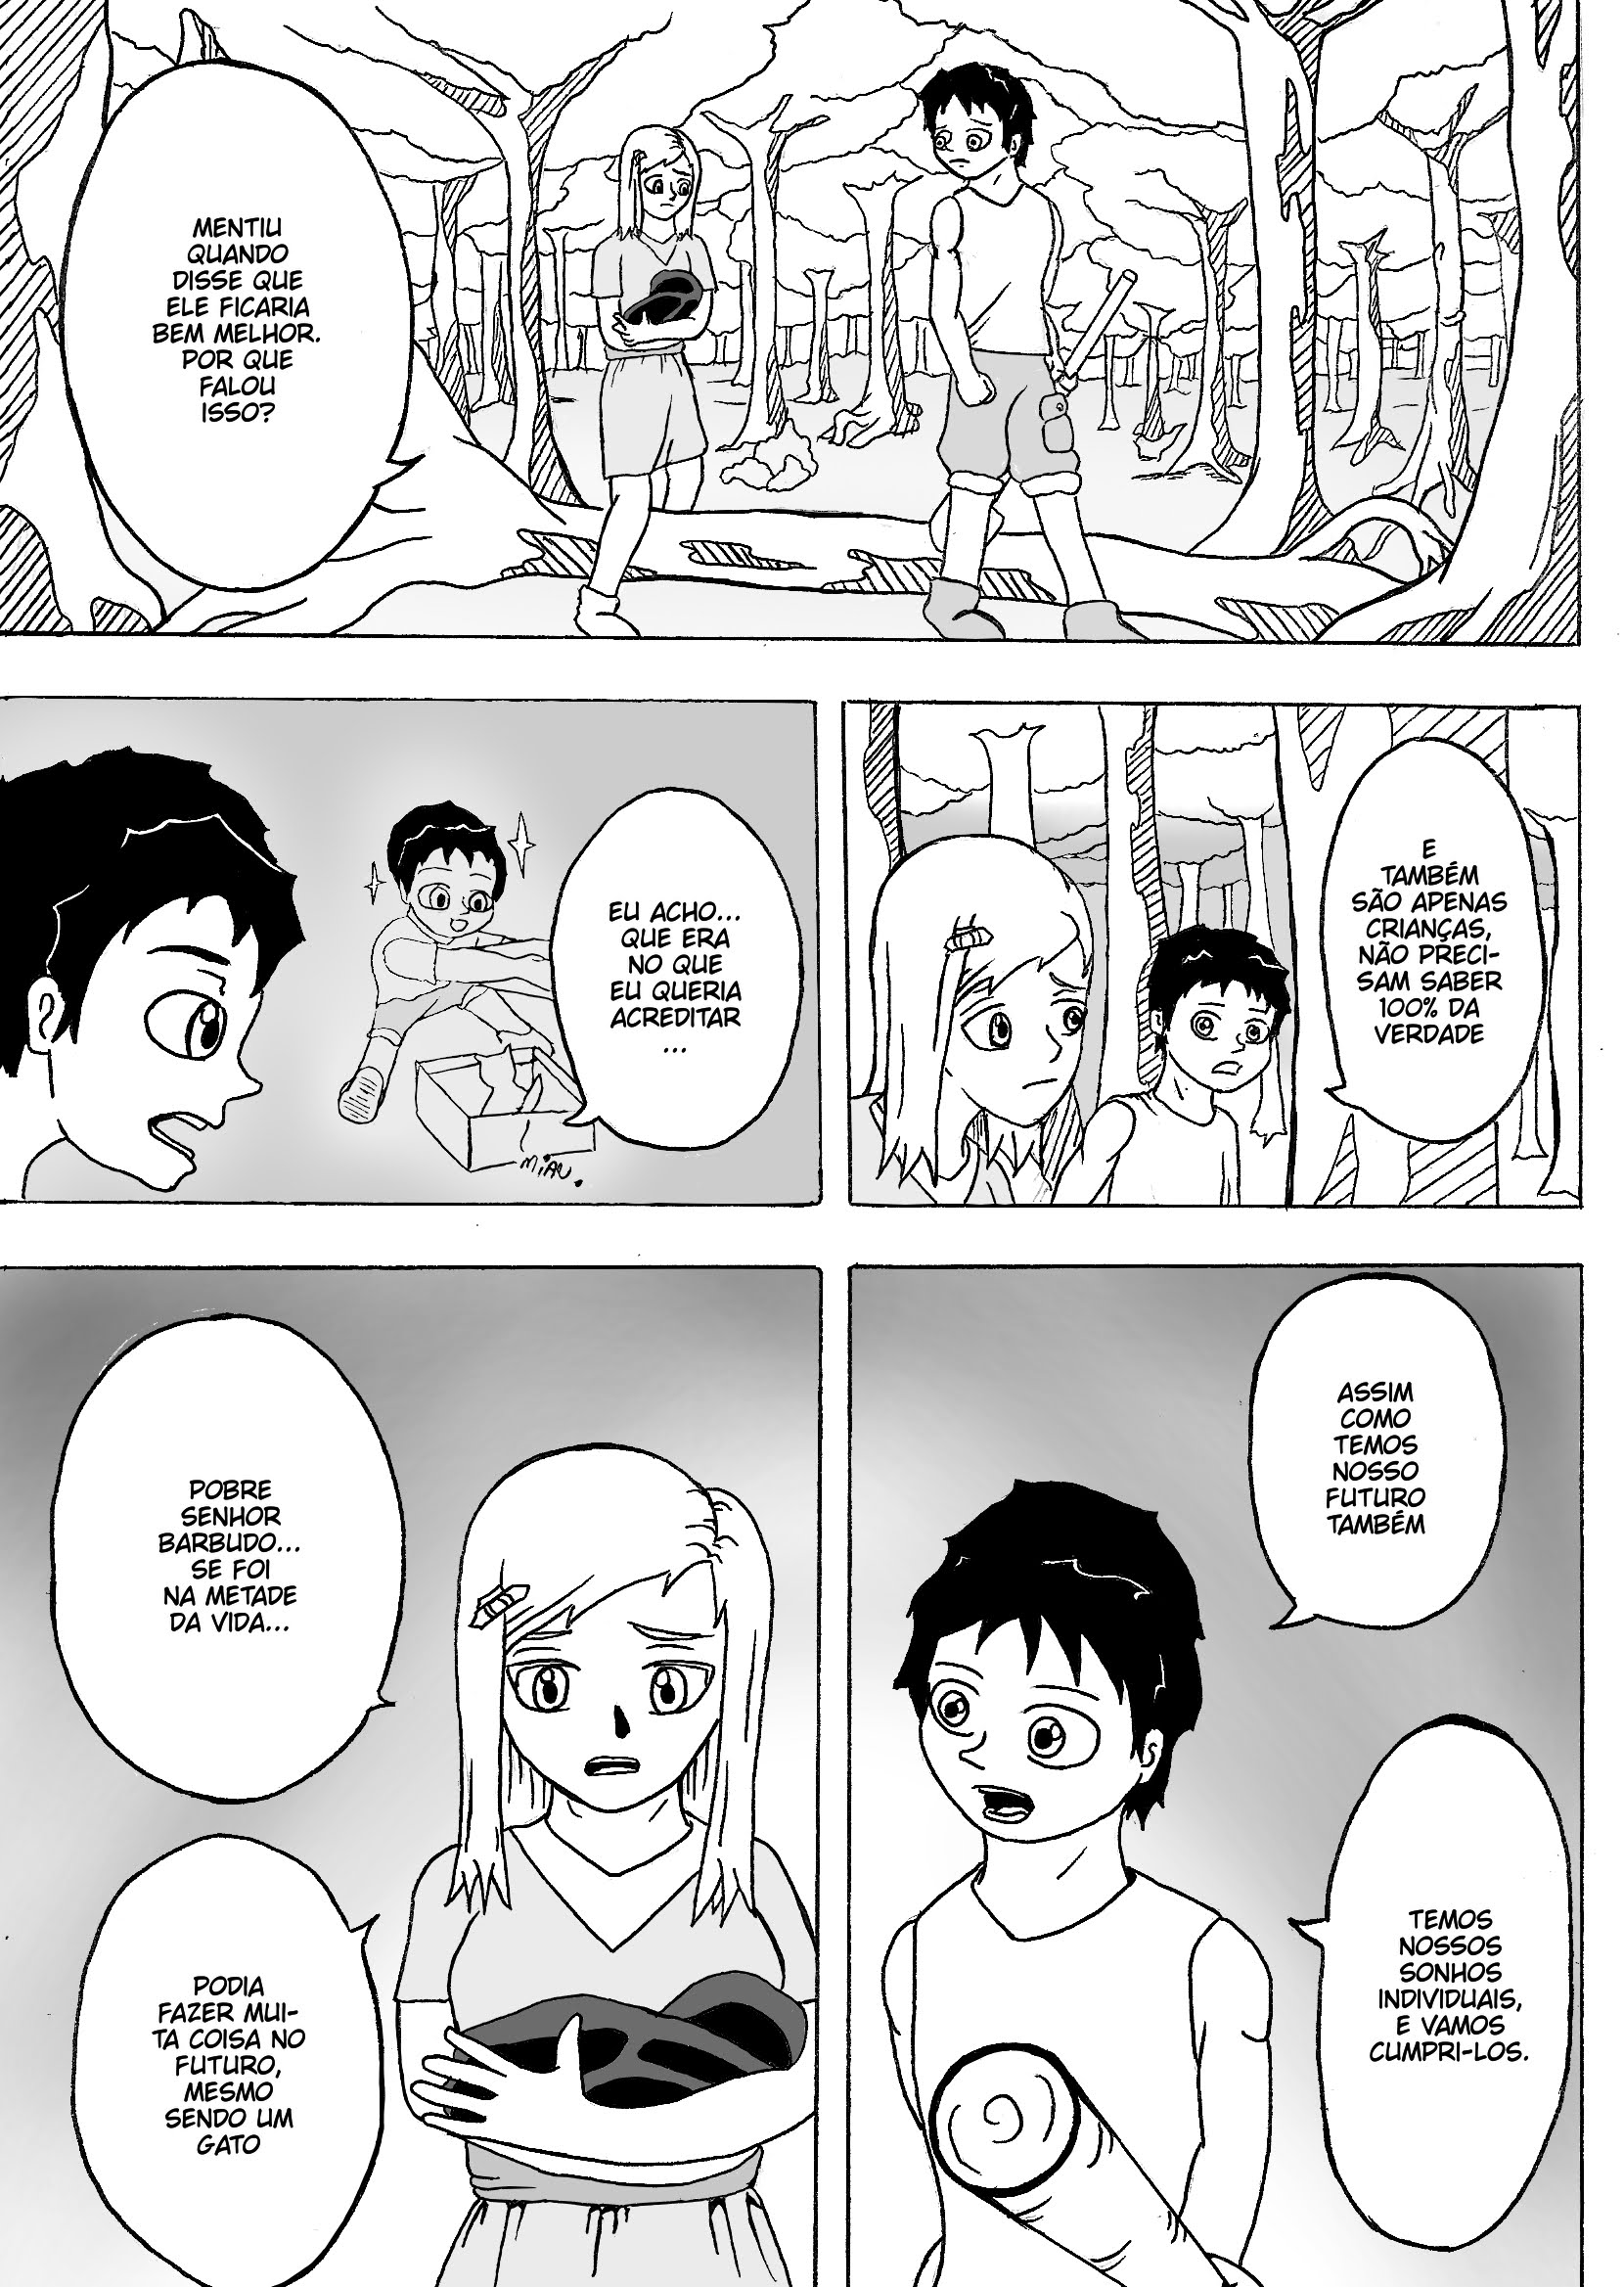 MENTIU
QUANDO
DISSE QUE
ELE FICARIA
BEM MELHOR.
POR QUE
FALOU
ISSO?
EU ACHO...
QUE ERA
NO QUE
EU QUERIA
ACREDITAR
...
MIAU.
E
TAMBÉM
SÃO APENAS
CRIANÇAS,
NÃO PRECI-
SAM SABER
100% DA
VERDADE
POBRE
SENHOR
BARBUDO...
SE FOI
NA METADE
DA VIDA...
PODIA
FAZER MUI-
TA COISA NO
FUTURO,
MESMO
SENDO UM
GATO
ASSIM
COMO
TEMOS
NOSSO
FUTURO
TAMBÉM
TEMOS
NOSSOS
SONHOS
INDIVIDUAIS,
E VAMOS
CUMPRI-LOS.